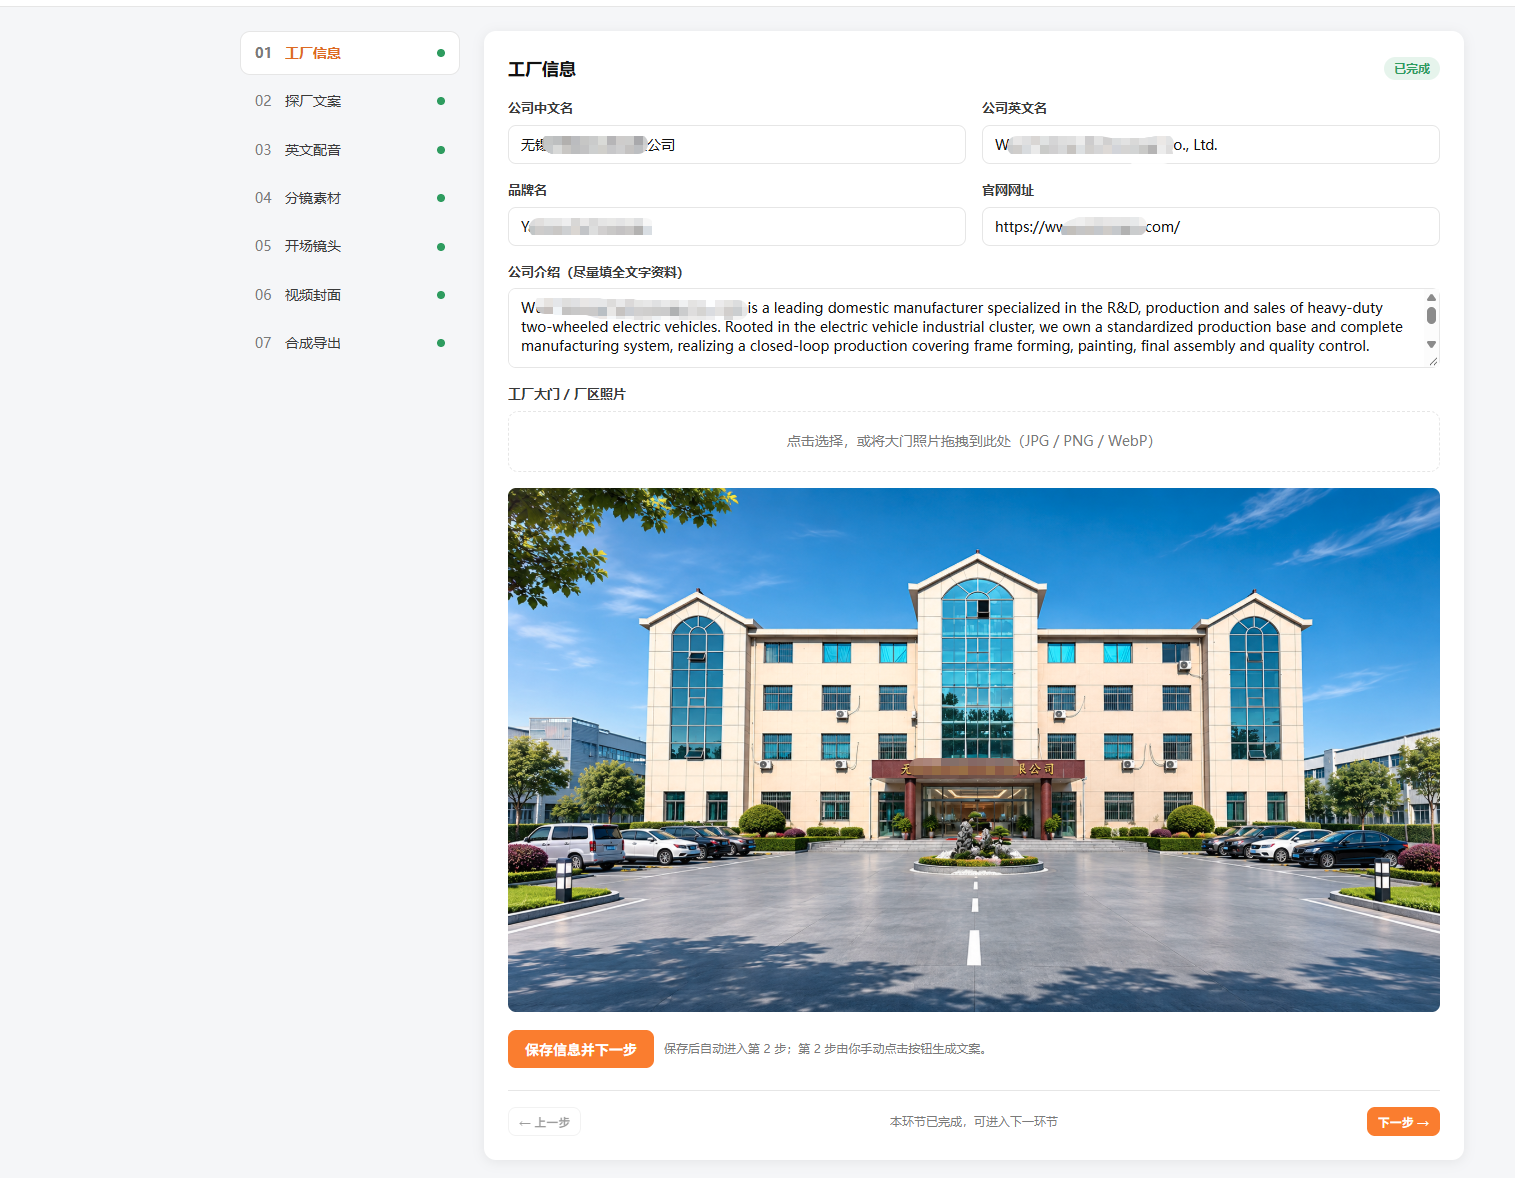 01 工厂信息
02 探厂文案
03 英文配音
04 分镜素材
05 开场镜头
06 视频封面
07 合成导出
工厂信息
已完成
公司中文名
公司英文名
无锡 公司
W o., Ltd.
品牌名
官网网址
Y
https://ww com/
公司介绍（尽量填全文字资料）
W is a leading domestic manufacturer specialized in the R&D, production and sales of heavy-duty
two-wheeled electric vehicles. Rooted in the electric vehicle industrial cluster, we own a standardized production base and complete
manufacturing system, realizing a closed-loop production covering frame forming, painting, final assembly and quality control.
工厂大门 / 厂区照片
点击选择，或将大门照片拖拽到此处（JPG / PNG / WebP）
无 限公司
保存信息并下一步
保存后自动进入第 2 步；第 2 步由你手动点击按钮生成文案。
← 上一步
本环节已完成，可进入下一环节
下一步 →